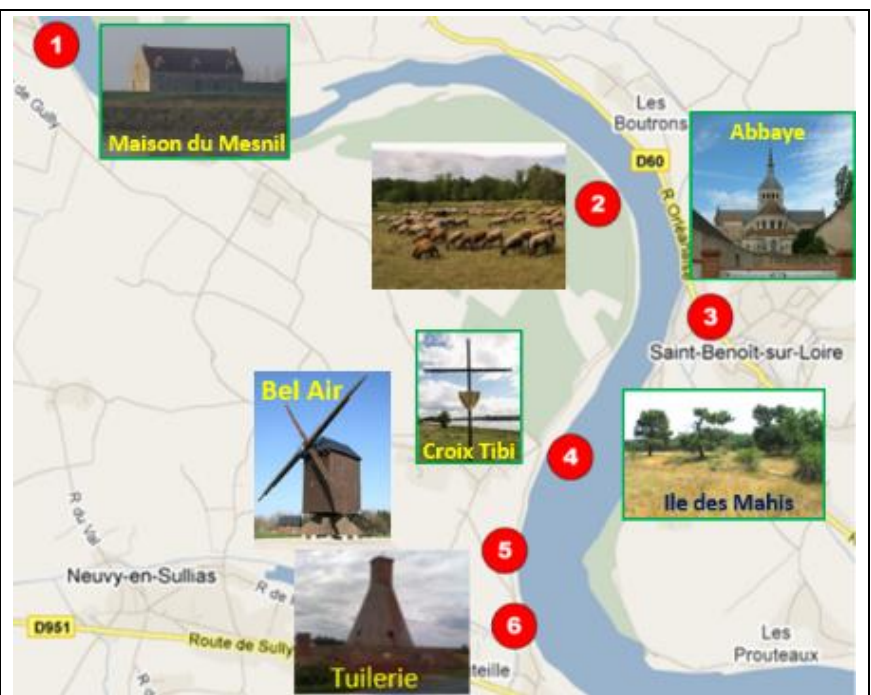 1
de Guilly
Maison du Mesnil
Les
Boutrons
Abbaye
D60
R Orléanaise
2
3
Saint-Benoît-sur-Loire
Bel Air
Croix Tibi
4
Ile des Mahis
R du Val
5
Neuvy-en-Sullias
R de
6
D951
Route de Sully
Tuilerie
teille
Les
Prouteaux